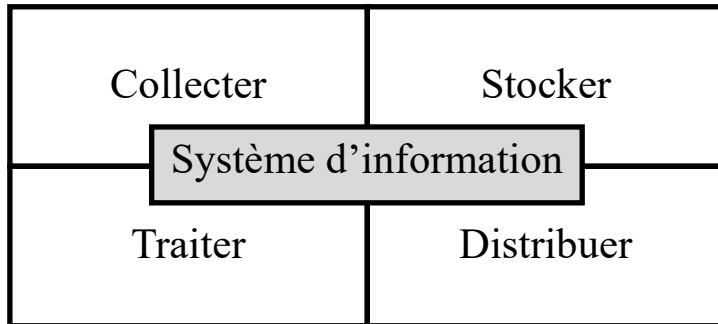 Collecter
Stocker
Système d’information
Traiter
Distribuer